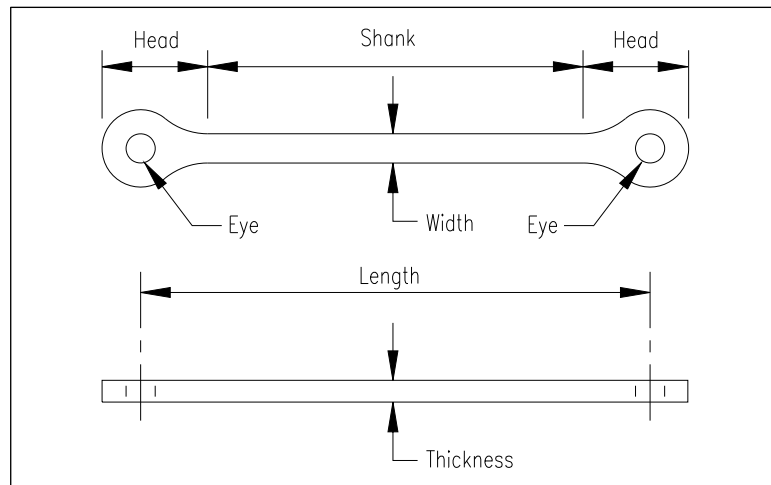 Head
Shank
Head
Eye
Width
Eye
Length
Thickness